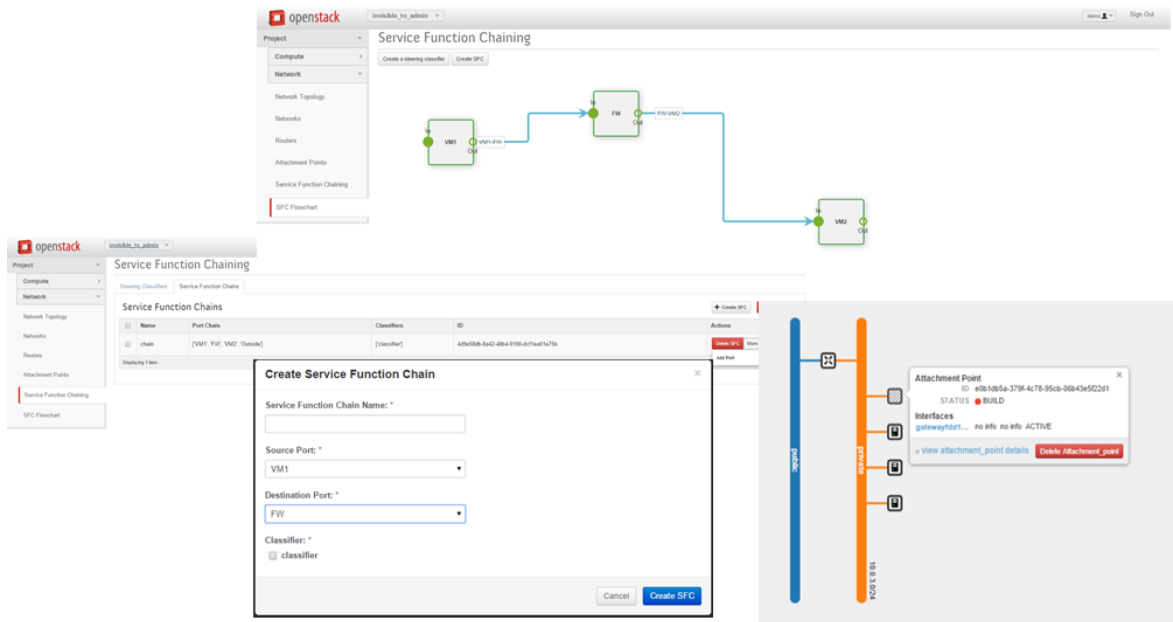 openstack
invisible_to_admin
demo
Sign Out
Project
Compute
Network
Network Topology
Networks
Routers
Attachment Points
Service Function Chaining
SFC Flowchart
Service Function Chaining
Create a steering classifier
Create SFC
In
VM1
Out
VM1-FW
In
FW
Out
FW-VM2
In
VM2
Out
openstack
invisible_to_admin
Project
Compute
Network
Network Topology
Networks
Routers
Attachment Points
Service Function Chaining
SFC Flowchart
Service Function Chaining
Steering Classifiers
Service Function Chains
Service Function Chains
+ Create SFC
Name Port Chain Classifiers ID Actions
chain ['VM1', 'FW', 'VM2', 'Outside'] ['classifier'] Delete SFC More
Add Port
Displaying 1 item
Create Service Function Chain
Service Function Chain Name: *
Source Port: *
VM1
Destination Port: *
FW
Classifier: *
classifier
Cancel
Create SFC
public
private
10.0.3.0/24
Attachment Point
ID e0b1db5a-379f-4c78-95cb-06b43e5f22d1
STATUS BUILD
Interfaces
gatewayfdd1... no info no info ACTIVE
» view attachment_point details
Delete Attachment_point